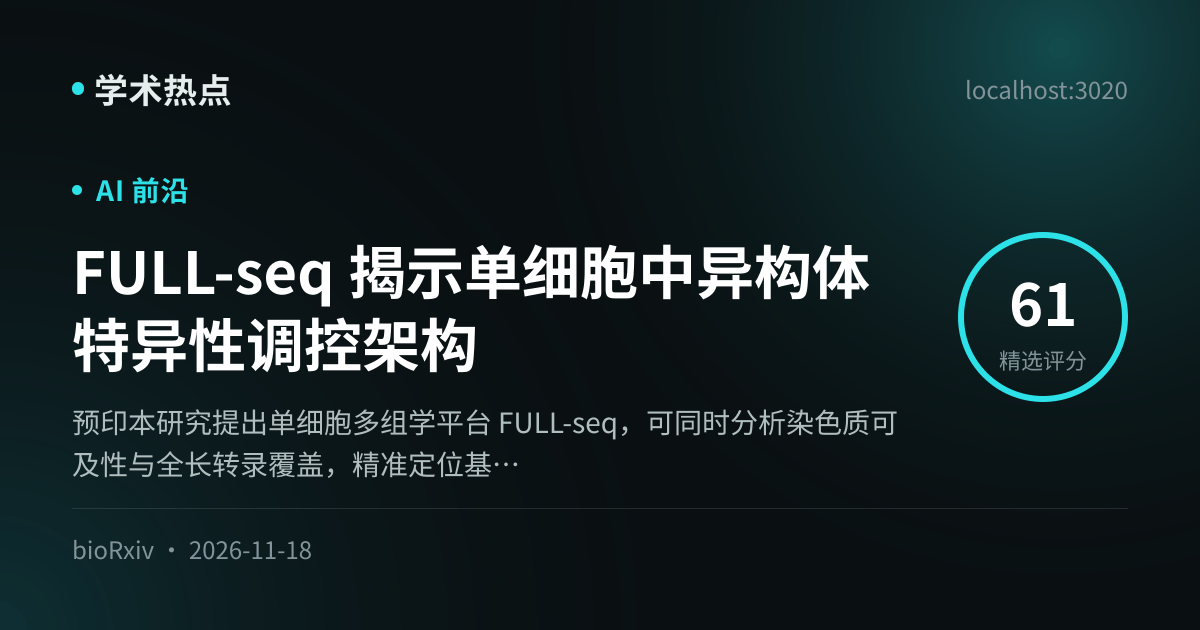 学术热点
localhost:3020
AI 前沿
FULL-seq 揭示单细胞中异构体
特异性调控架构
61
精选评分
预印本研究提出单细胞多组学平台 FULL-seq，可同时分析染色质可
及性与全长转录覆盖，精准定位基…
bioRxiv · 2026-11-18